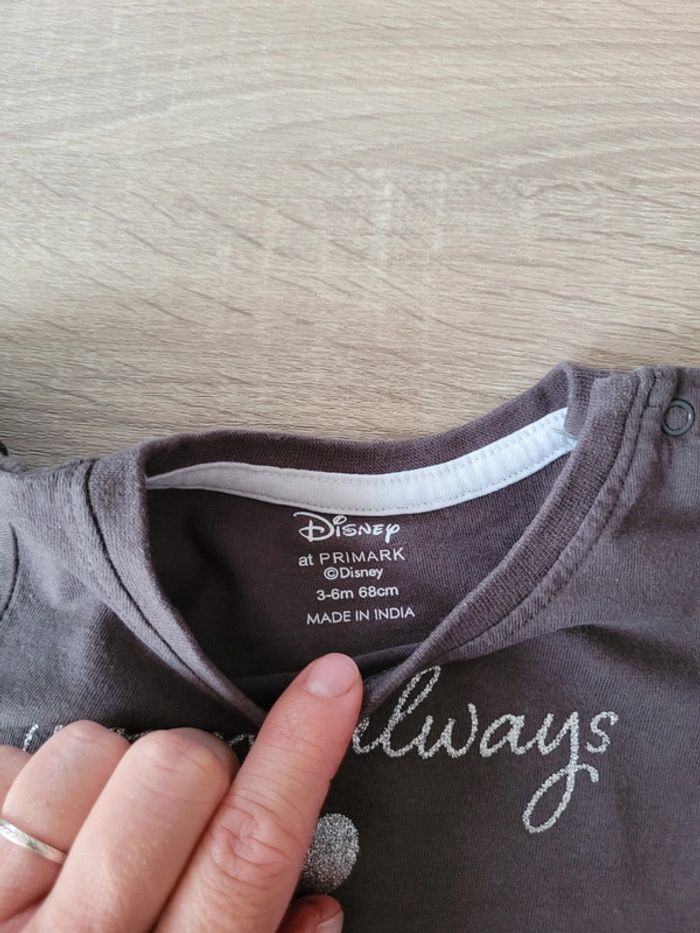 Disney
at PRIMARK
©Disney
3-6m 68cm
MADE IN INDIA
always